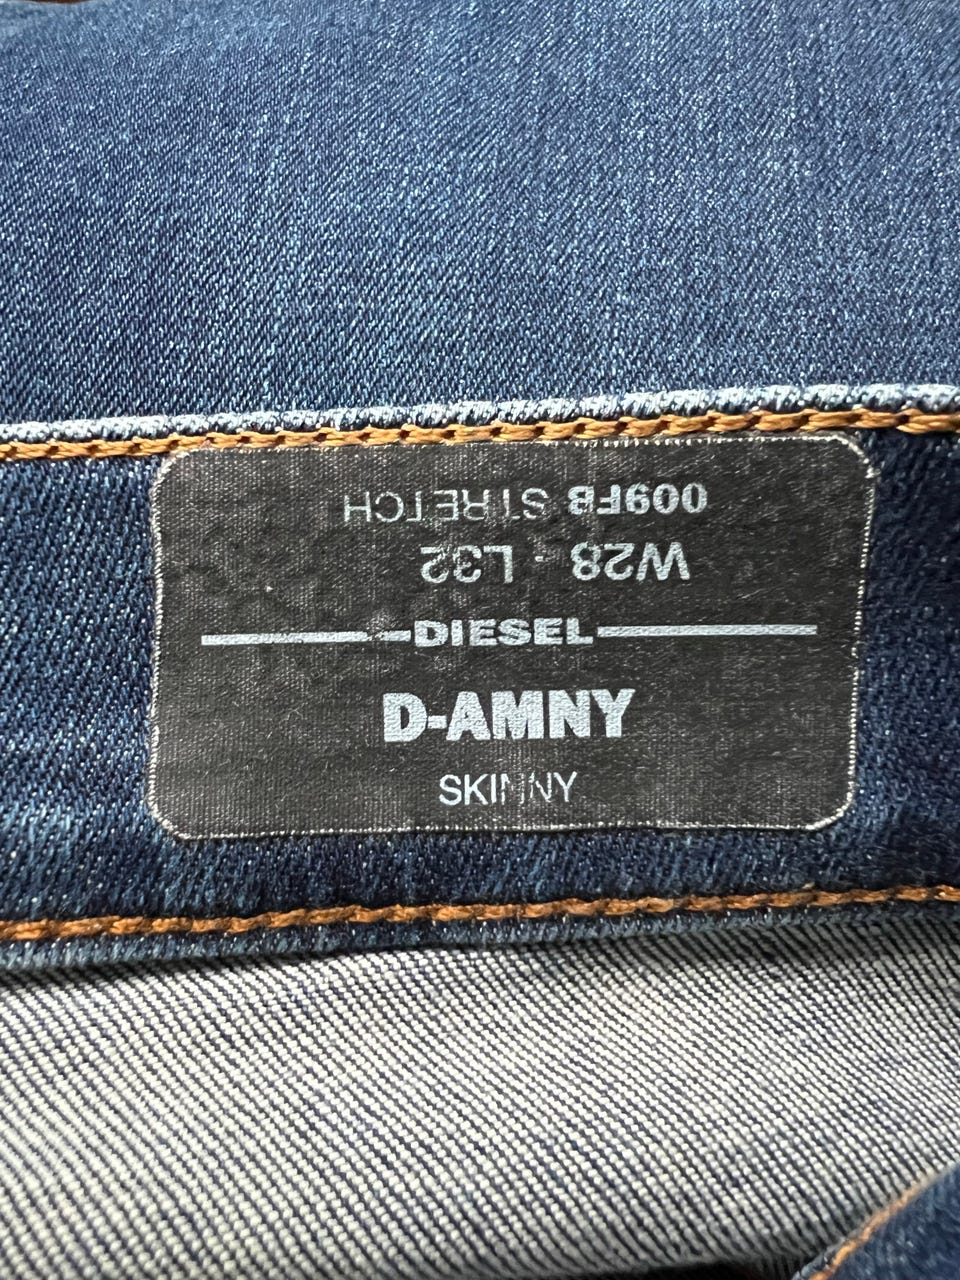 009FB STRETCH
W28 - L32
DIESEL
D-AMNY
SKINNY